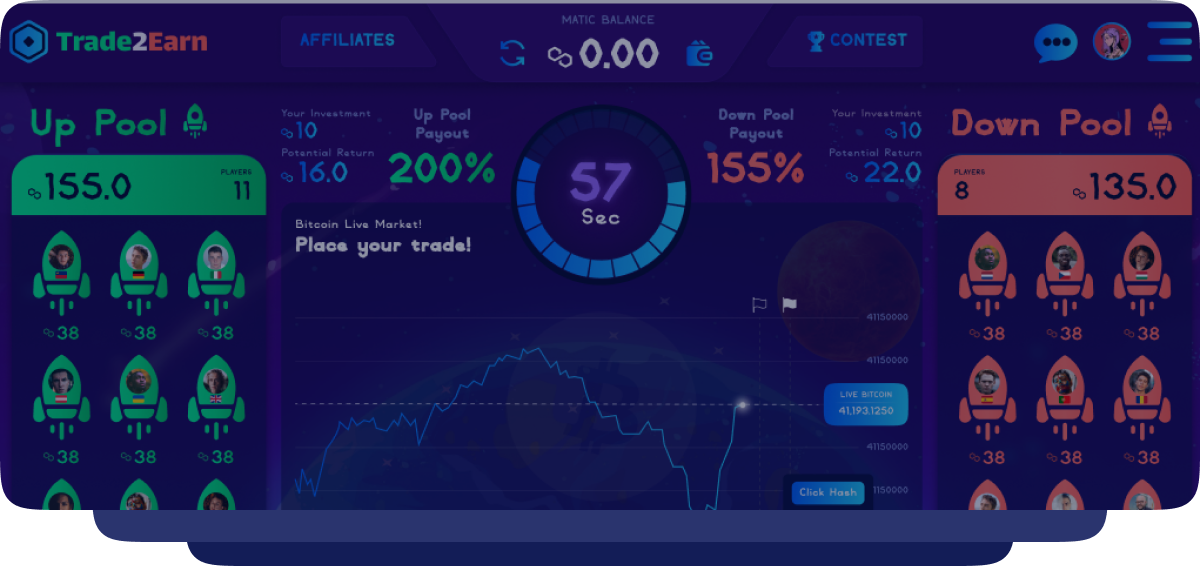 Trade2Earn
AFFILIATES
MATIC BALANCE
0.00
CONTEST
Up Pool
155.0
PLAYERS
11
38
38
38
38
38
38
Your Investment
10
Potential Return
16.0
Up Pool
Payout
200%
57
Sec
Down Pool
Payout
155%
Your Investment
10
Potential Return
22.0
Bitcoin Live Market!
Place your trade!
41150000
41150000
LIVE BITCOIN
41,193.1250
41150000
1150000
Click Hash
Down Pool
PLAYERS
8
135.0
38
38
38
38
38
38